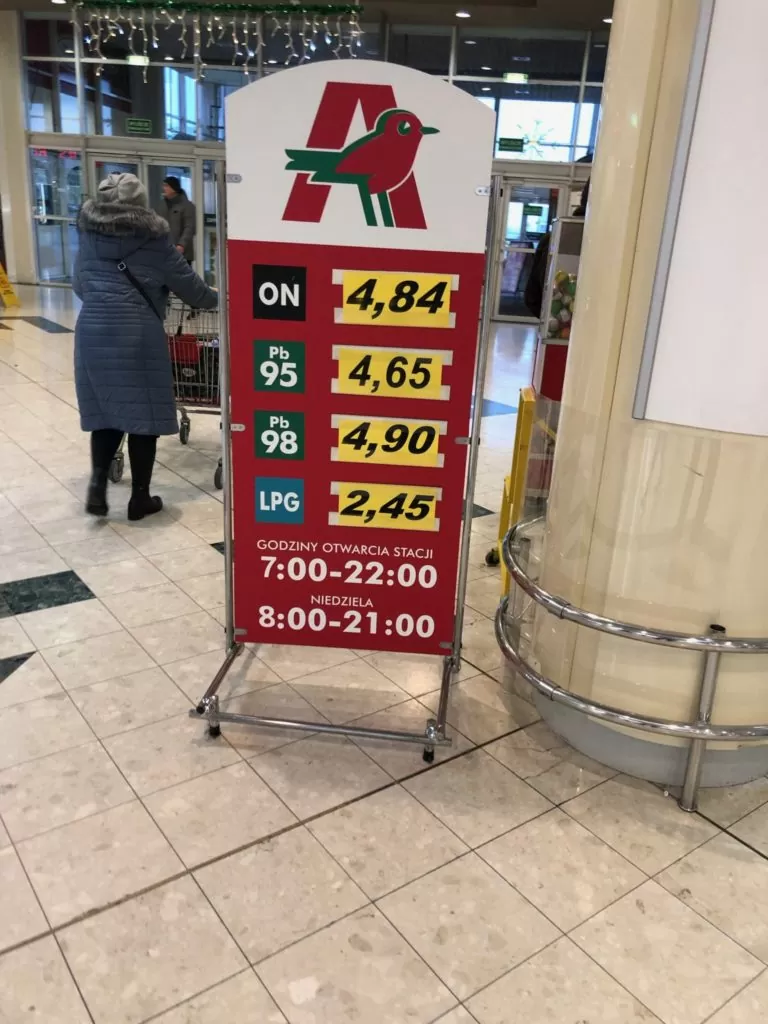 A
ON 4,84
Pb 95 4,65
Pb 98 4,90
LPG 2,45
GODZINY OTWARCIA STACJI
7:00-22:00
NIEDZIELA
8:00-21:00